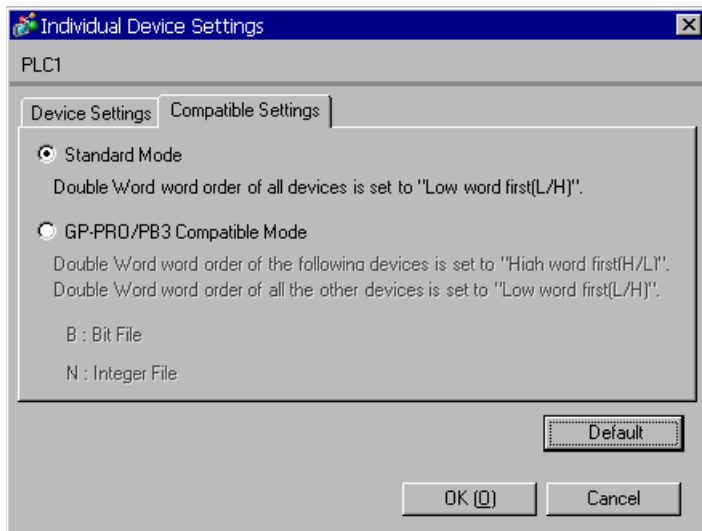 Individual Device Settings
PLC1
Device Settings Compatible Settings
Standard Mode
Double Word word order of all devices is set to "Low word first(L/H)".
GP-PRO/PB3 Compatible Mode
Double Word word order of the following devices is set to "High word first(H/L)".
Double Word word order of all the other devices is set to "Low word first(L/H)".
B : Bit File
N : Integer File
Default
OK (O) Cancel